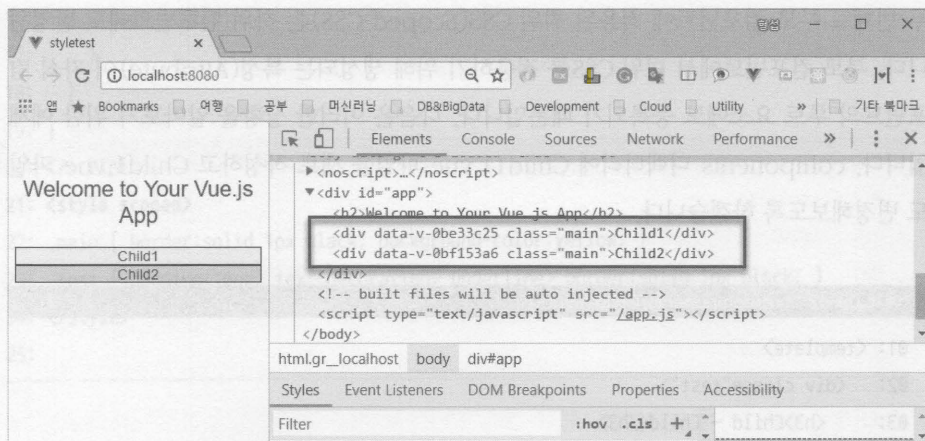 styletest
localhost:8080
앱 Bookmarks 여행 공부 머신러닝 DB&BigData Development Cloud Utility » 기타 북마크
Elements Console Sources Network Performance »
Welcome to Your Vue.js
App
Child1
Child2
▶<noscript>…</noscript>
▼<div id="app">
<h2>Welcome to Your Vue.js App</h2>
<div data-v-0be33c25 class="main">Child1</div>
<div data-v-0bf153a6 class="main">Child2</div>
</div>
<!-- built files will be auto injected -->
<script type="text/javascript" src="/app.js"></script>
</body>
html.gr__localhost body div#app
Styles Event Listeners DOM Breakpoints Properties Accessibility
Filter :hov .cls +